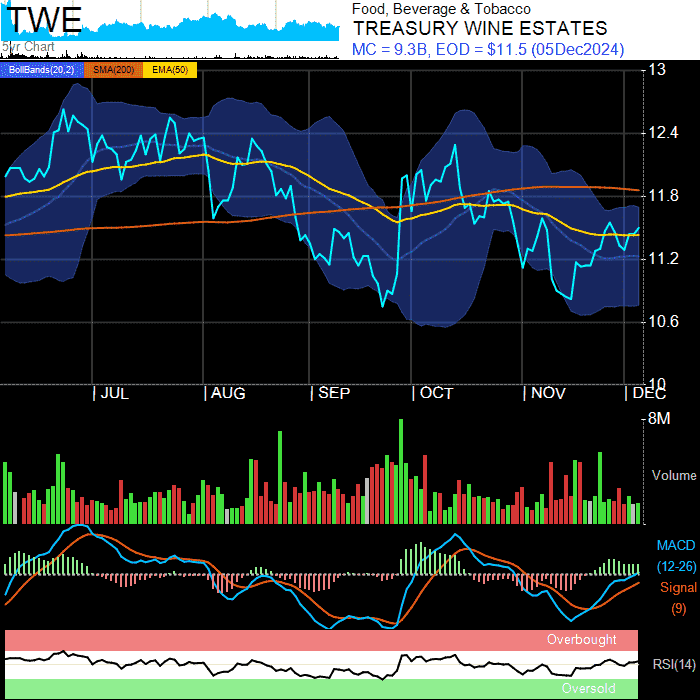 TWE
5yr Chart
Food, Beverage & Tobacco
TREASURY WINE ESTATES
MC = 9.3B, EOD = $11.5 (05Dec2024)
BollBands(20,2) SMA(200) EMA(50)
13
12.4
11.8
11.2
10.6
10
| JUL | AUG | SEP | OCT | NOV | DEC
8M
Volume
MACD
(12-26)
Signal
(9)
Overbought
RSI(14)
Oversold